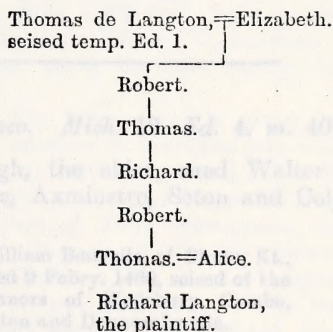 Thomas de Langton,=Elizabeth.
seised temp. Ed. 1.
Robert.
Thomas.
Richard.
Robert.
Thomas.=Alice.
Richard Langton,
the plaintiff.